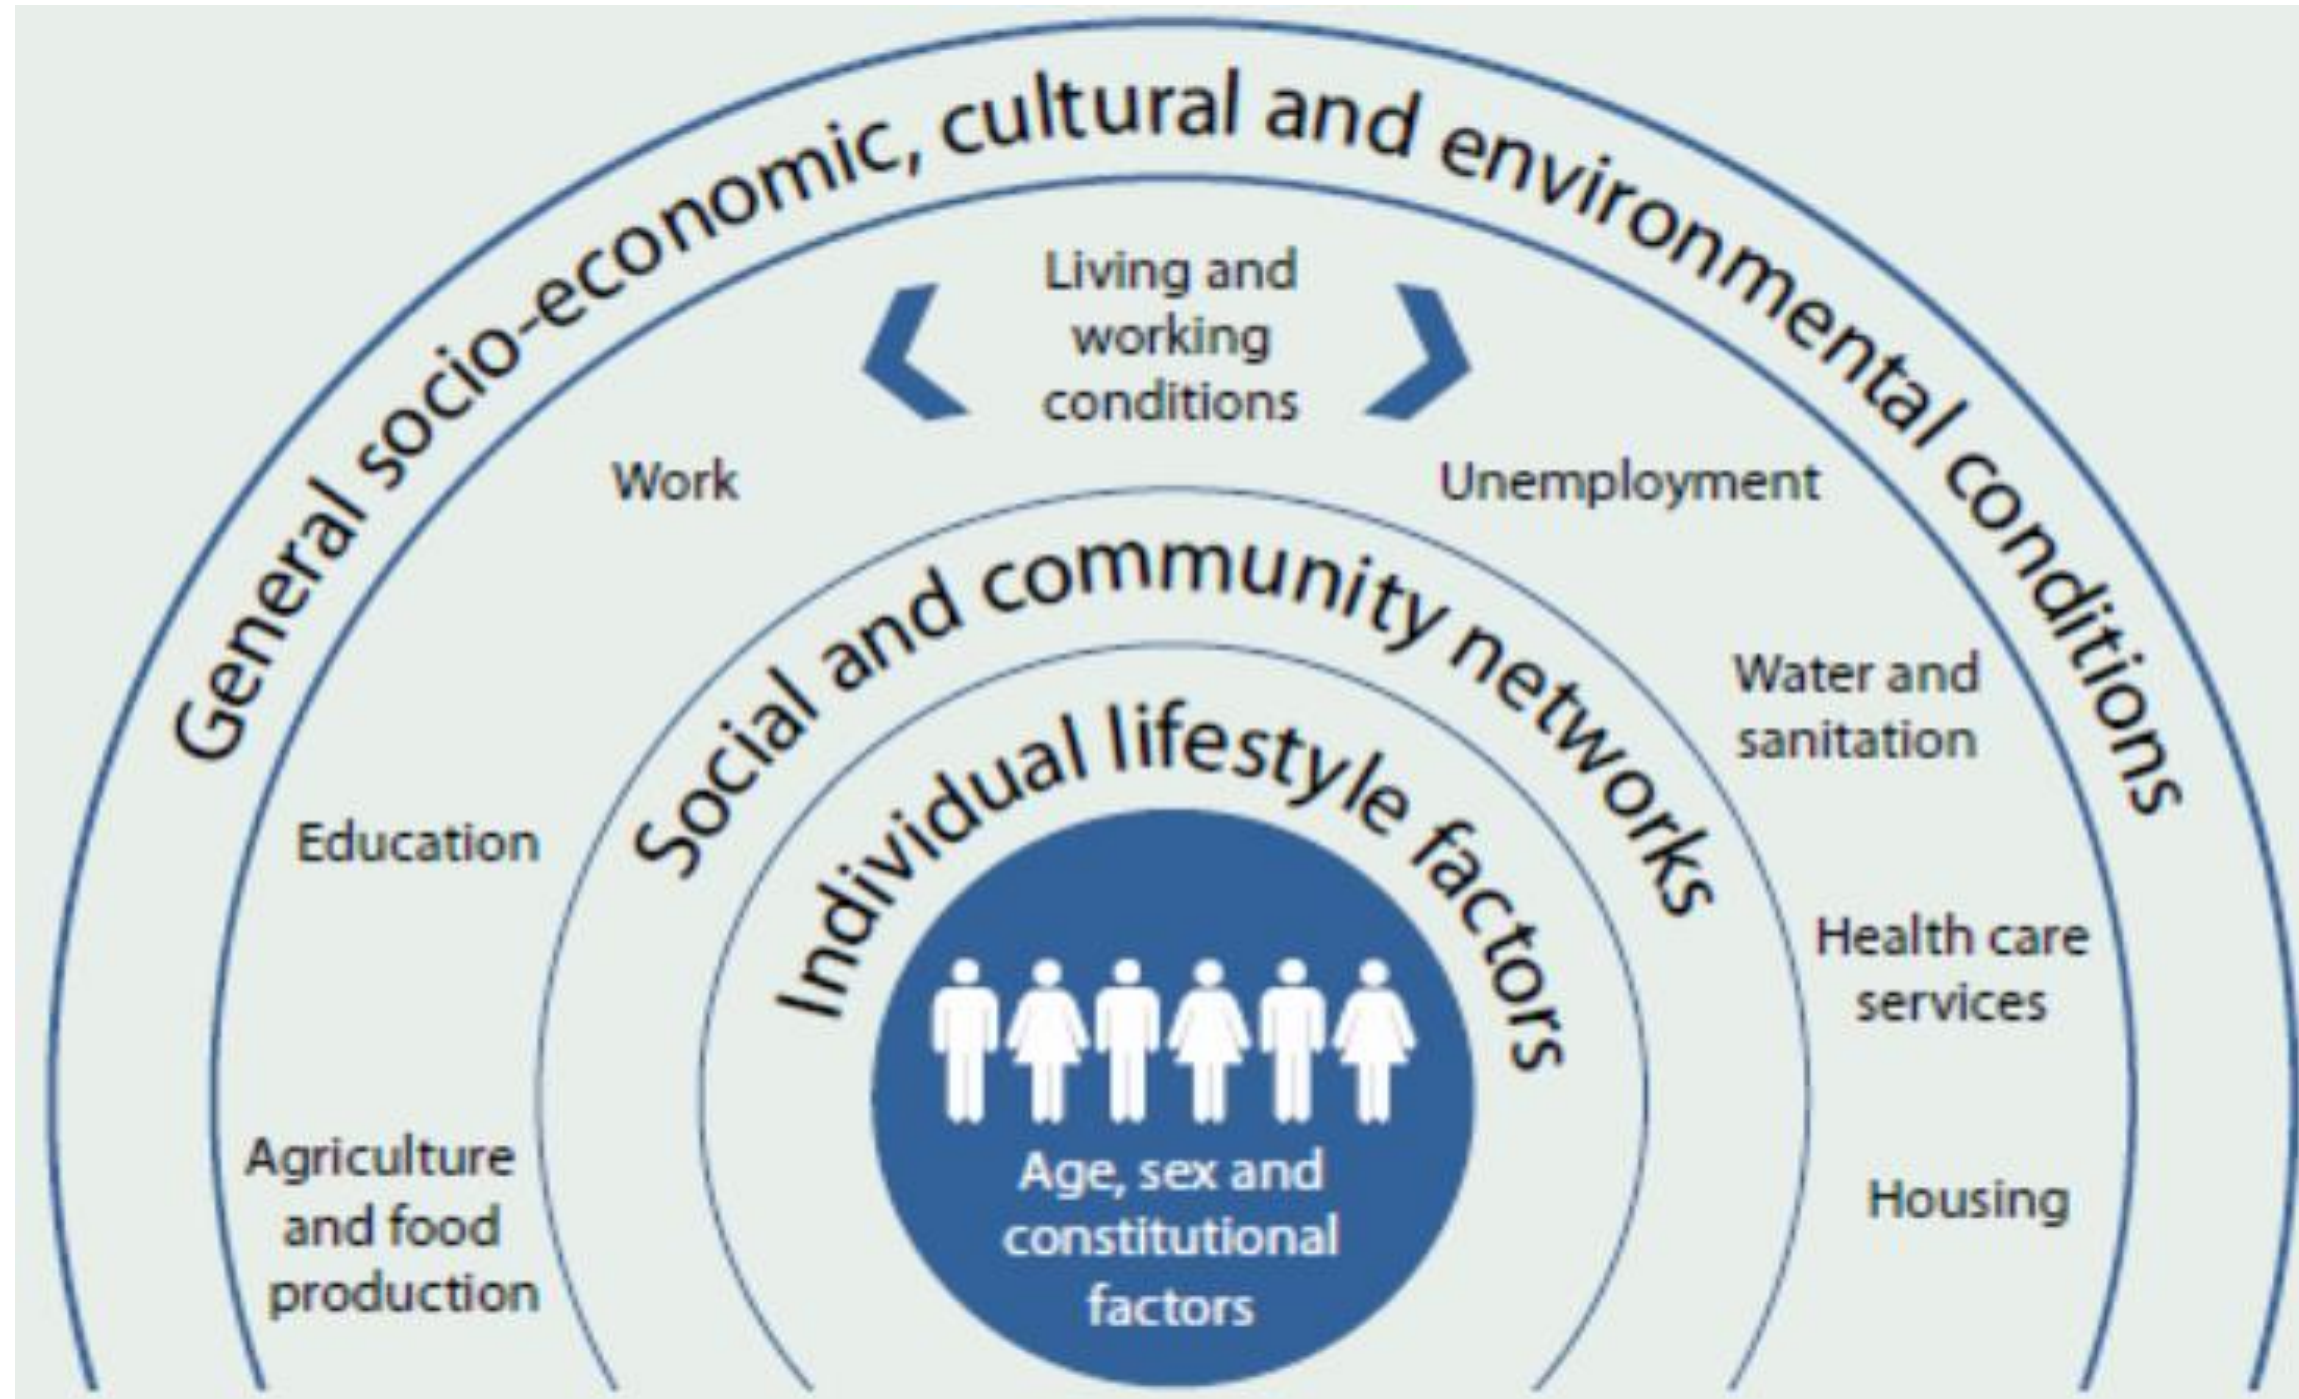 General socio-economic, cultural and environmental conditions
Living and
working
conditions
Work
Unemployment
Social and community networks
Water and
sanitation
Individual lifestyle factors
Education
Health care
services
Agriculture
and food
production
Housing
Age, sex and
constitutional
factors